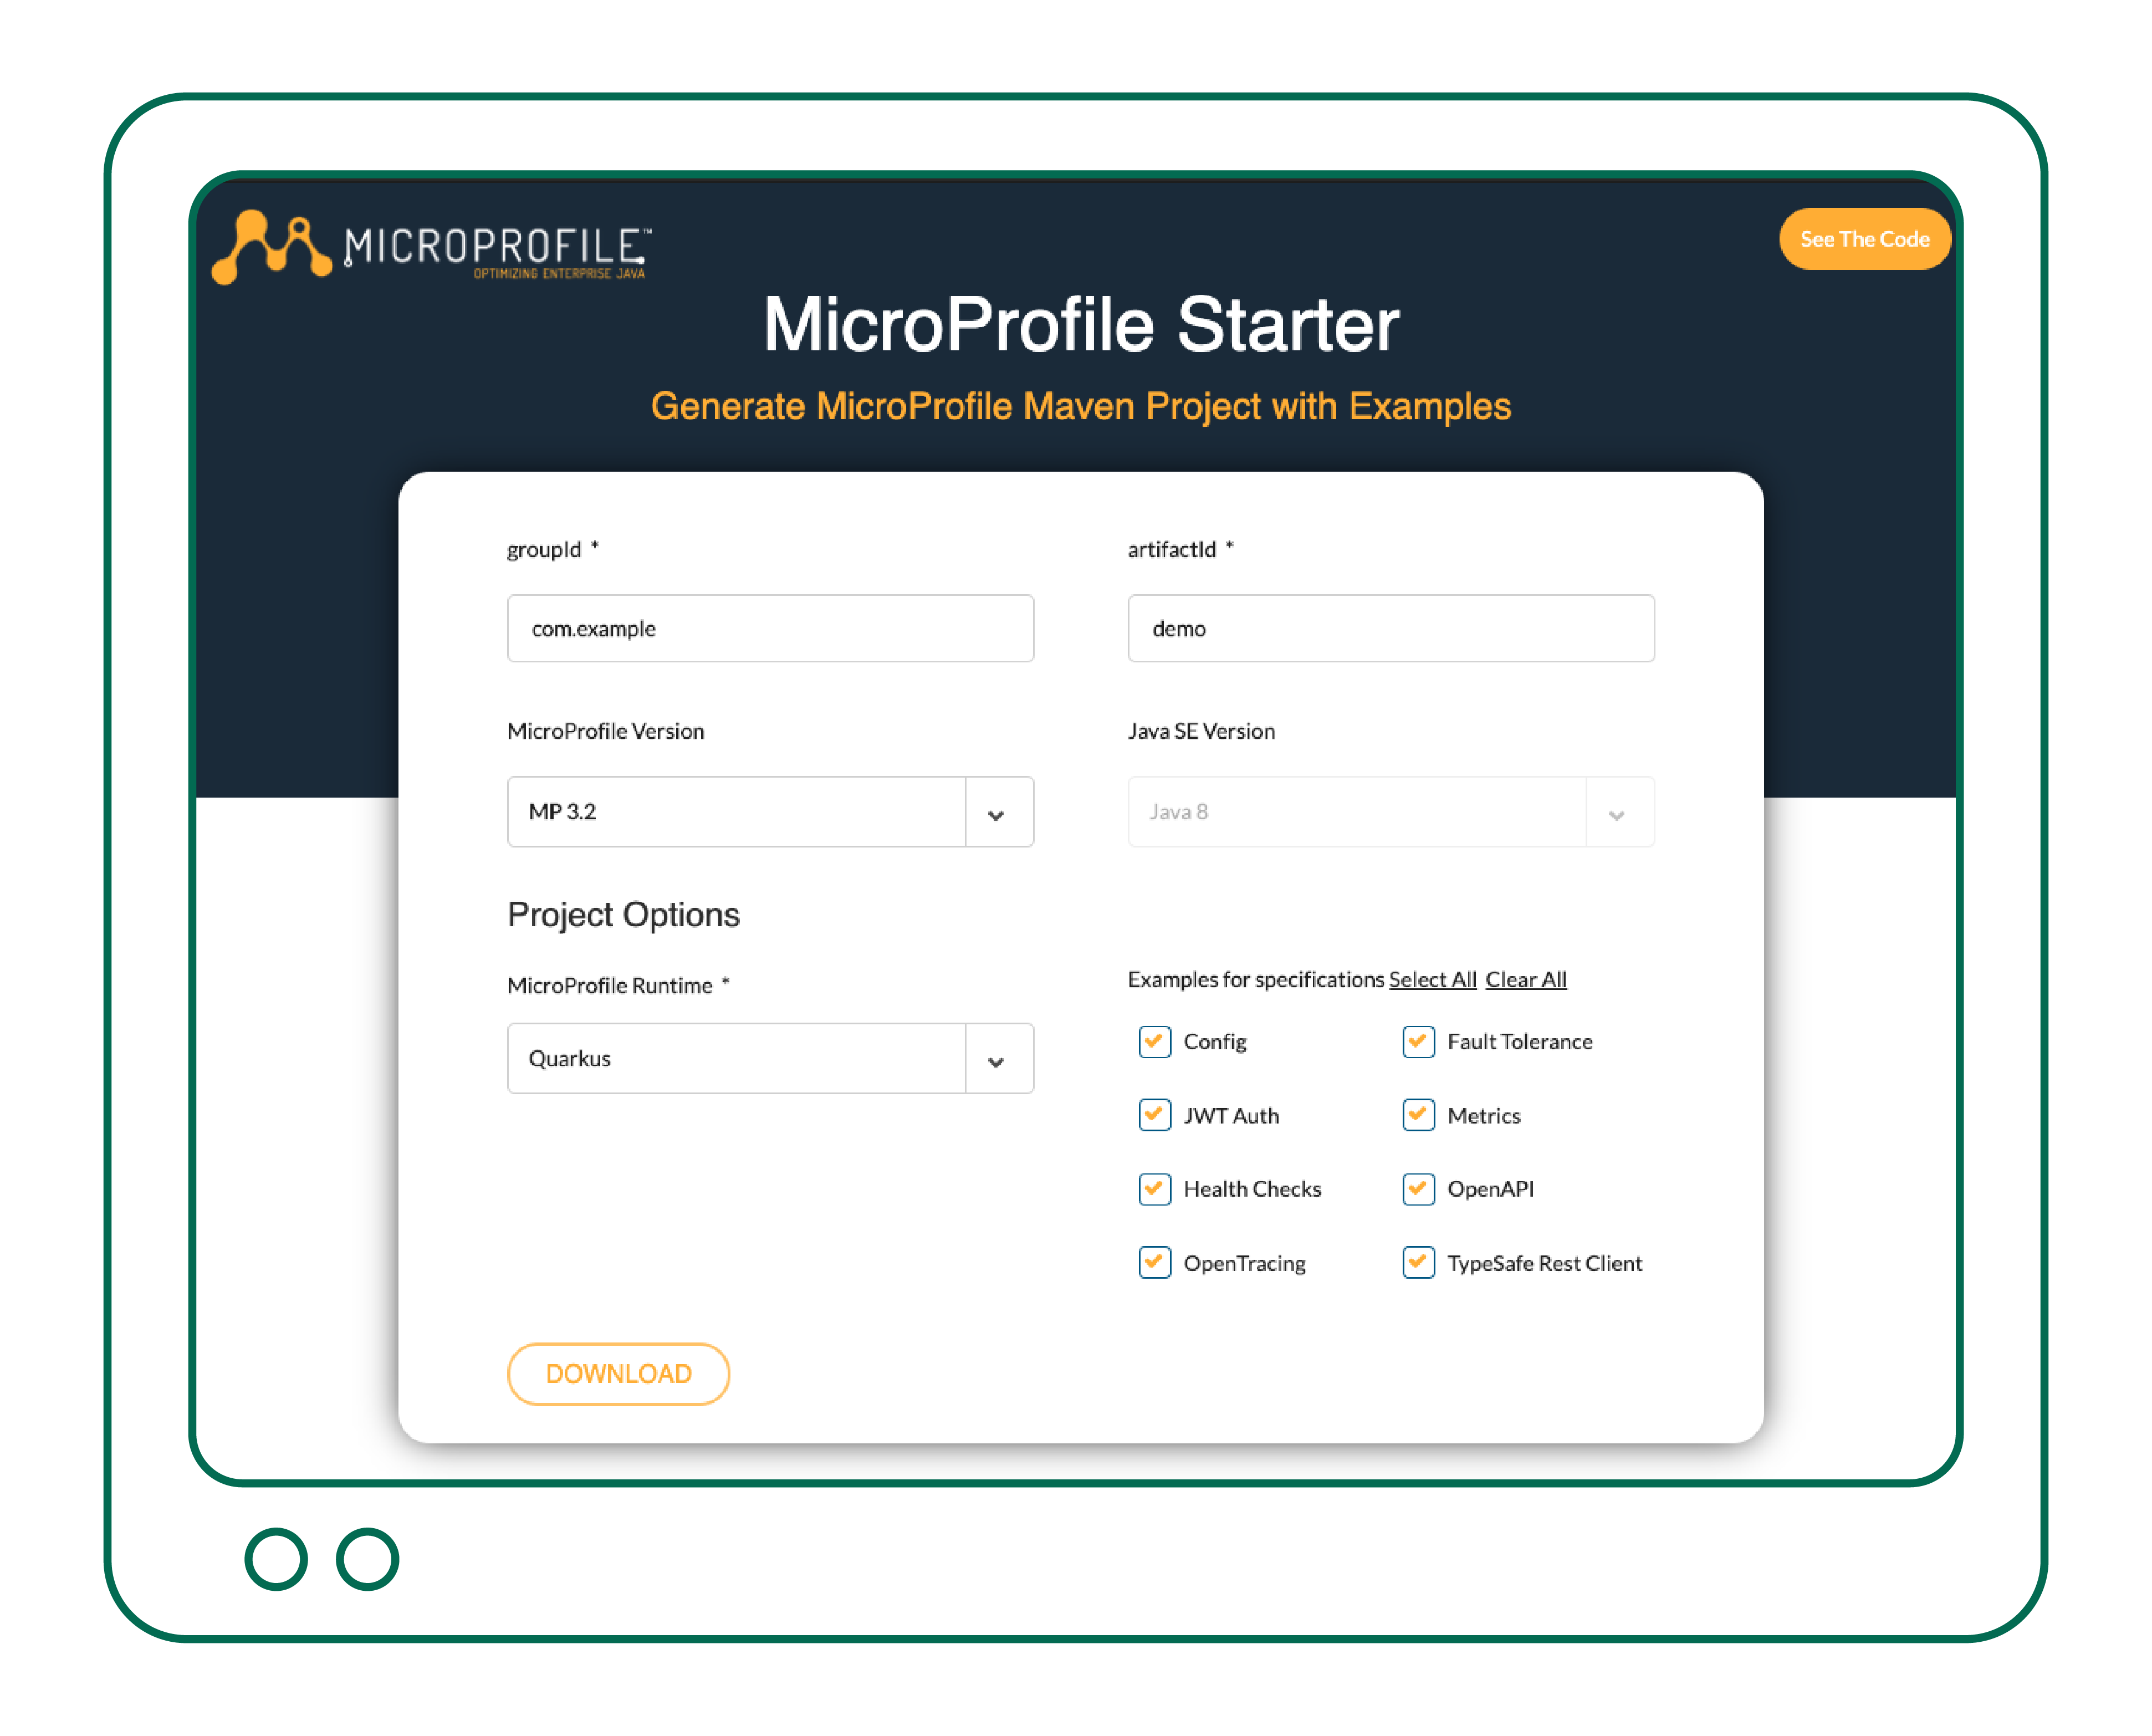 MICROPROFILE™
OPTIMIZING ENTERPRISE JAVA
See The Code
MicroProfile Starter
Generate MicroProfile Maven Project with Examples
groupId *
artifactId *
com.example
demo
MicroProfile Version
Java SE Version
MP 3.2
Java 8
Project Options
MicroProfile Runtime *
Examples for specifications Select All Clear All
Quarkus
Config
Fault Tolerance
JWT Auth
Metrics
Health Checks
OpenAPI
OpenTracing
TypeSafe Rest Client
DOWNLOAD